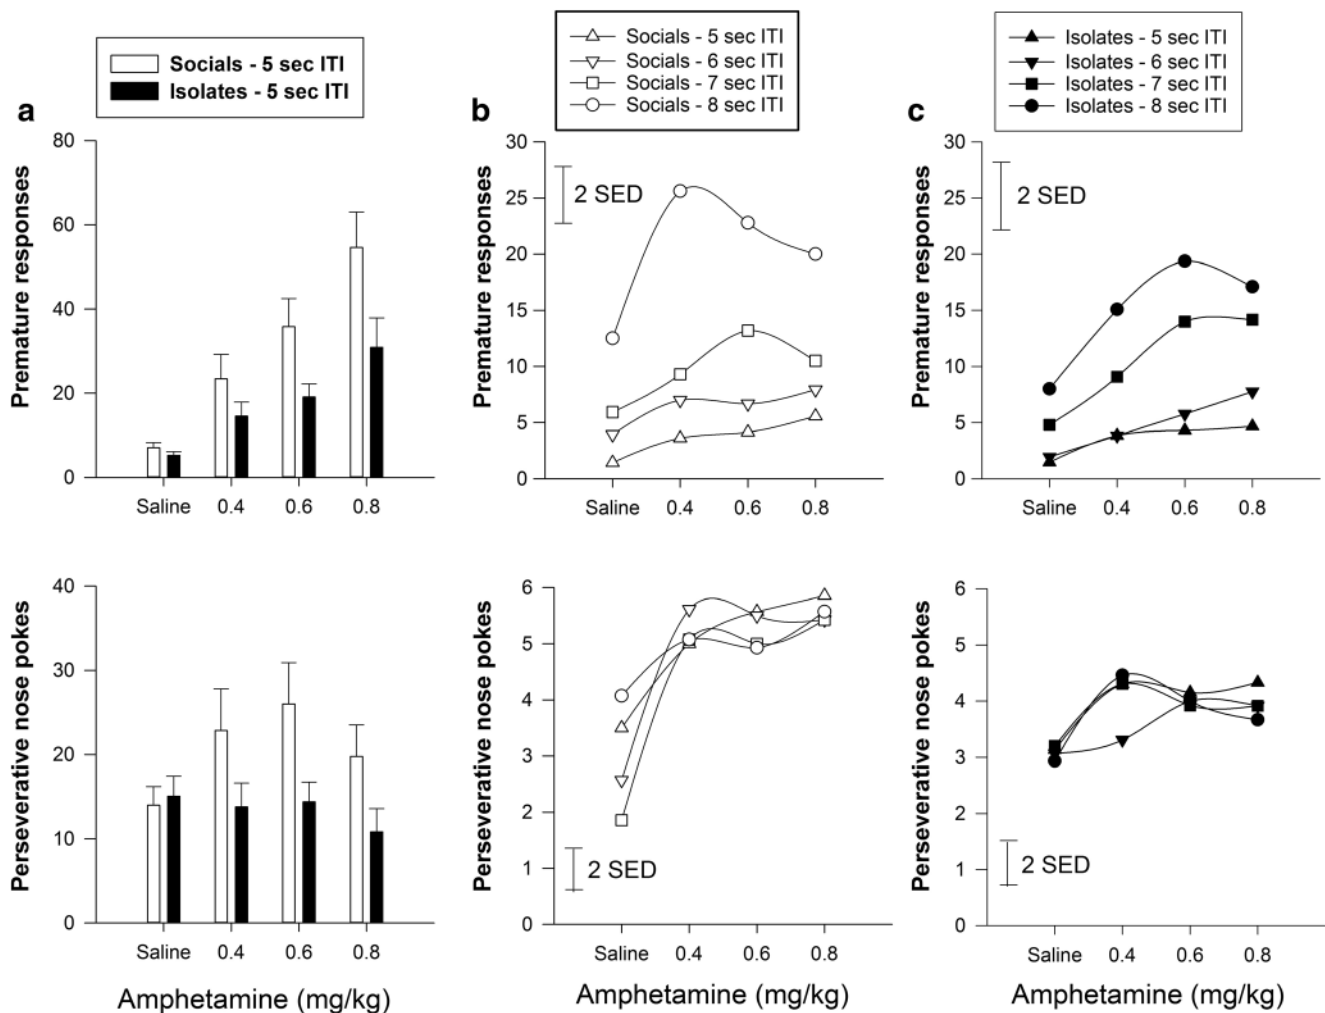 a
Socials - 5 sec ITI
Isolates - 5 sec ITI
Premature responses
80
60
40
20
0
Saline 0.4 0.6 0.8
b
Socials - 5 sec ITI
Socials - 6 sec ITI
Socials - 7 sec ITI
Socials - 8 sec ITI
Premature responses
30
25
20
15
10
5
0
2 SED
Saline 0.4 0.6 0.8
c
Isolates - 5 sec ITI
Isolates - 6 sec ITI
Isolates - 7 sec ITI
Isolates - 8 sec ITI
Premature responses
30
25
20
15
10
5
0
2 SED
Saline 0.4 0.6 0.8
Perseverative nose pokes
40
30
20
10
0
Saline 0.4 0.6 0.8
Amphetamine (mg/kg)
Perseverative nose pokes
6
5
4
3
2
1
0
2 SED
Saline 0.4 0.6 0.8
Amphetamine (mg/kg)
Perseverative nose pokes
6
5
4
3
2
1
0
2 SED
Saline 0.4 0.6 0.8
Amphetamine (mg/kg)